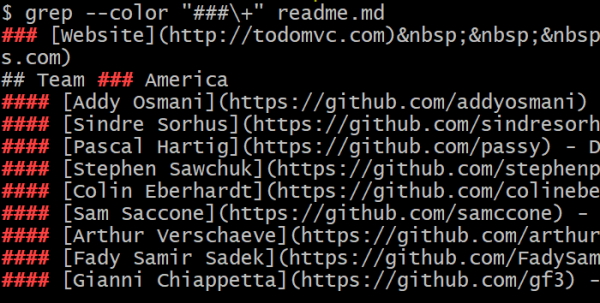 $ grep --color "###\+" readme.md
### [Website](http://todomvc.com)&nbsp;&nbsp;&nbsp
s.com)
## Team ### America
#### [Addy Osmani](https://github.com/addyosmani)
#### [Sindre Sorhus](https://github.com/sindresorh
#### [Pascal Hartig](https://github.com/passy) - D
#### [Stephen Sawchuk](https://github.com/stephenp
#### [Colin Eberhardt](https://github.com/colinebe
#### [Sam Saccone](https://github.com/samccone) -
#### [Arthur Verschaeve](https://github.com/arthur
#### [Fady Samir Sadek](https://github.com/FadySam
#### [Gianni Chiappetta](https://github.com/gf3) -